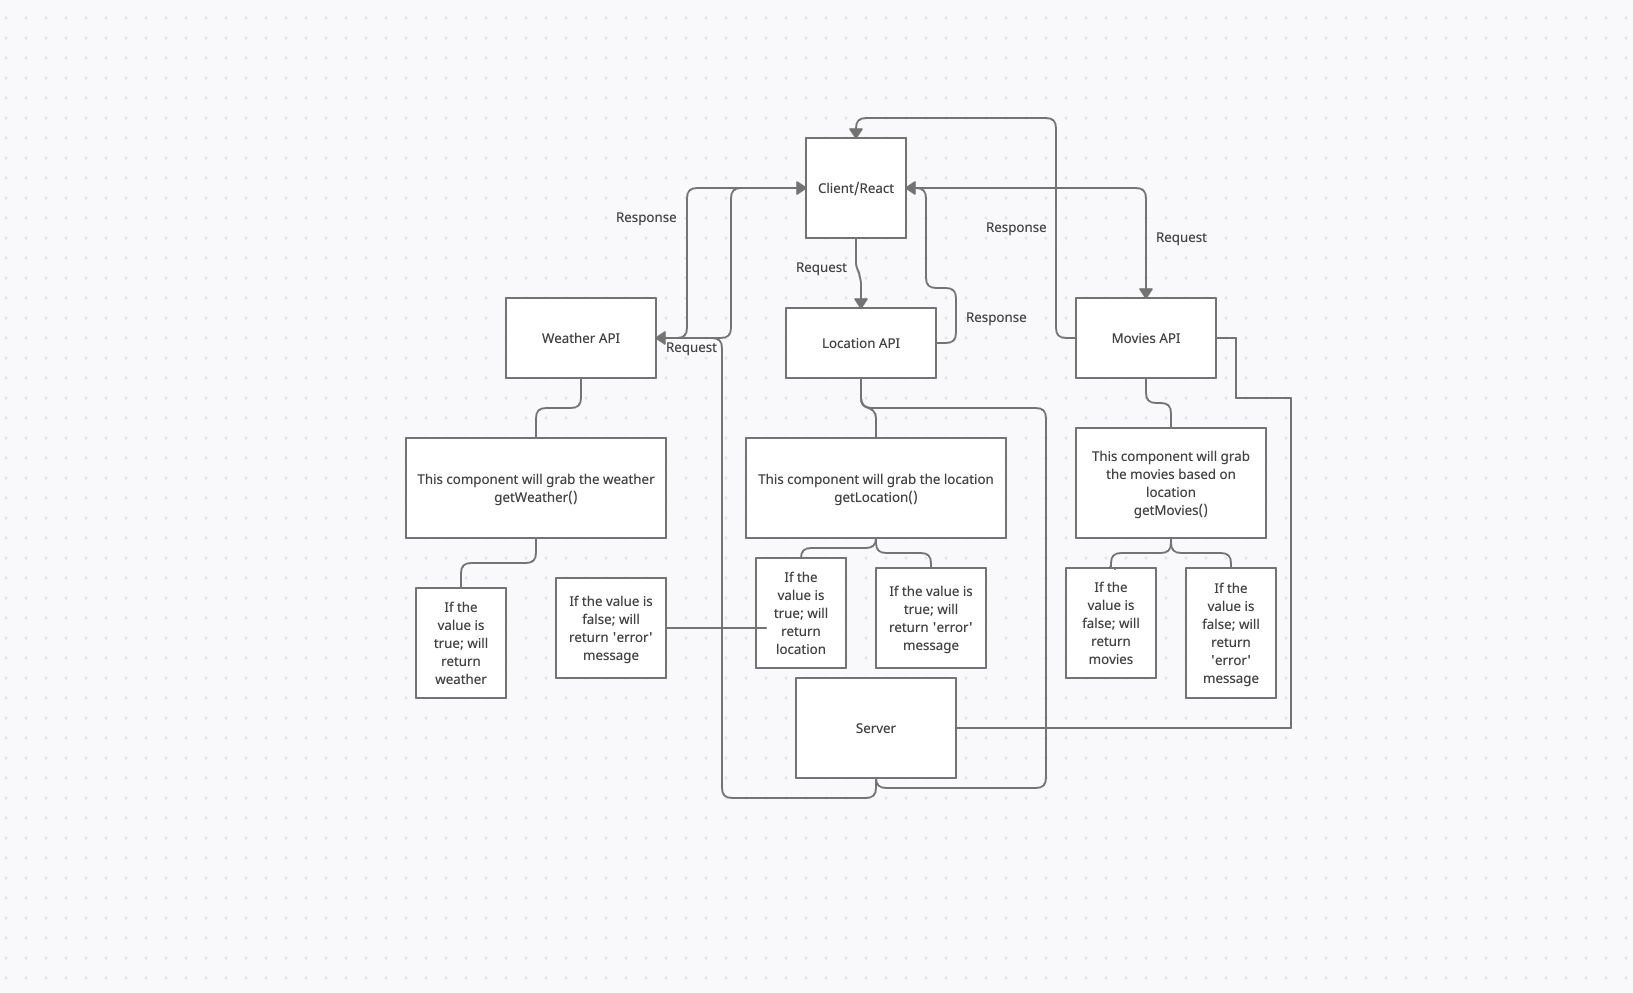 Client/React
Response
Response
Request
Request
Response
Weather API
Request
Location API
Movies API
This component will grab the weather
getWeather()
This component will grab the location
getLocation()
This component will grab
the movies based on
location
getMovies()
If the
value is
true; will
return
weather
If the value is
false; will
return 'error'
message
If the
value is
true; will
return
location
If the value is
true; will
return 'error'
message
If the
value is
false; will
return
movies
If the
value is
false; will
return
'error'
message
Server